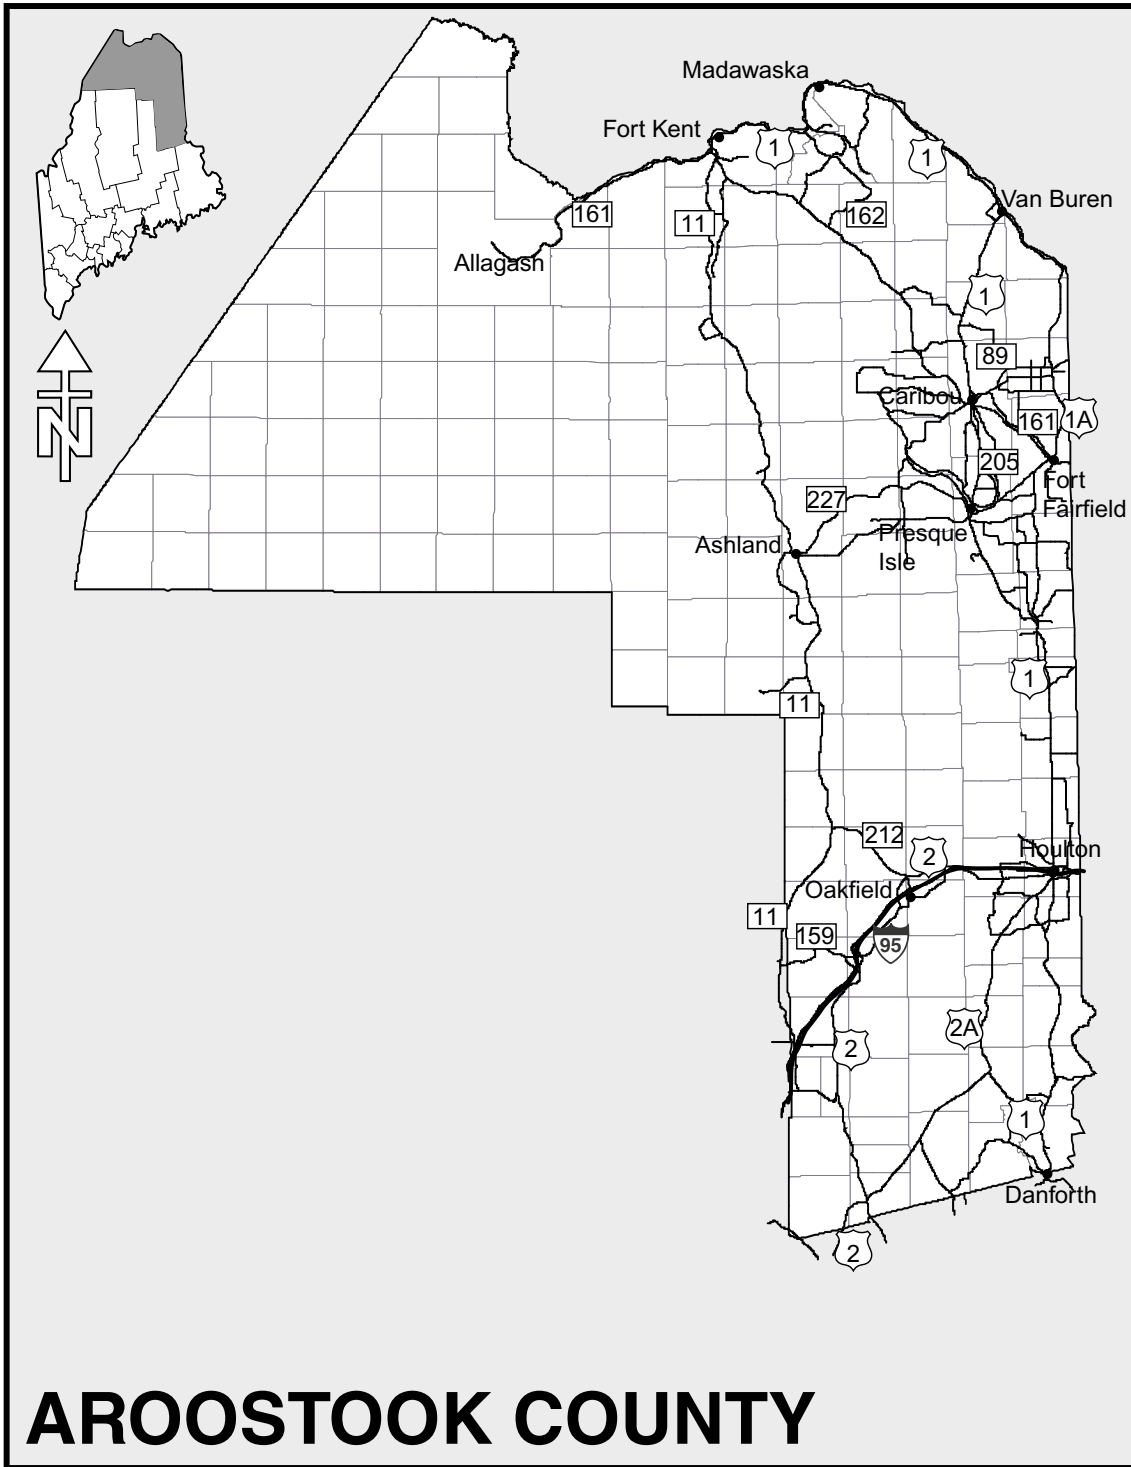 Madawaska
Fort Kent
1
1
Van Buren
161
11
162
Allagash
1
89
Caribou
161
1A
205
Fort
Fairfield
227
Presque
Isle
Ashland
1
11
212
2
Houlton
Oakfield
11
159
95
2A
2
1
Danforth
2
N
AROOSTOOK COUNTY